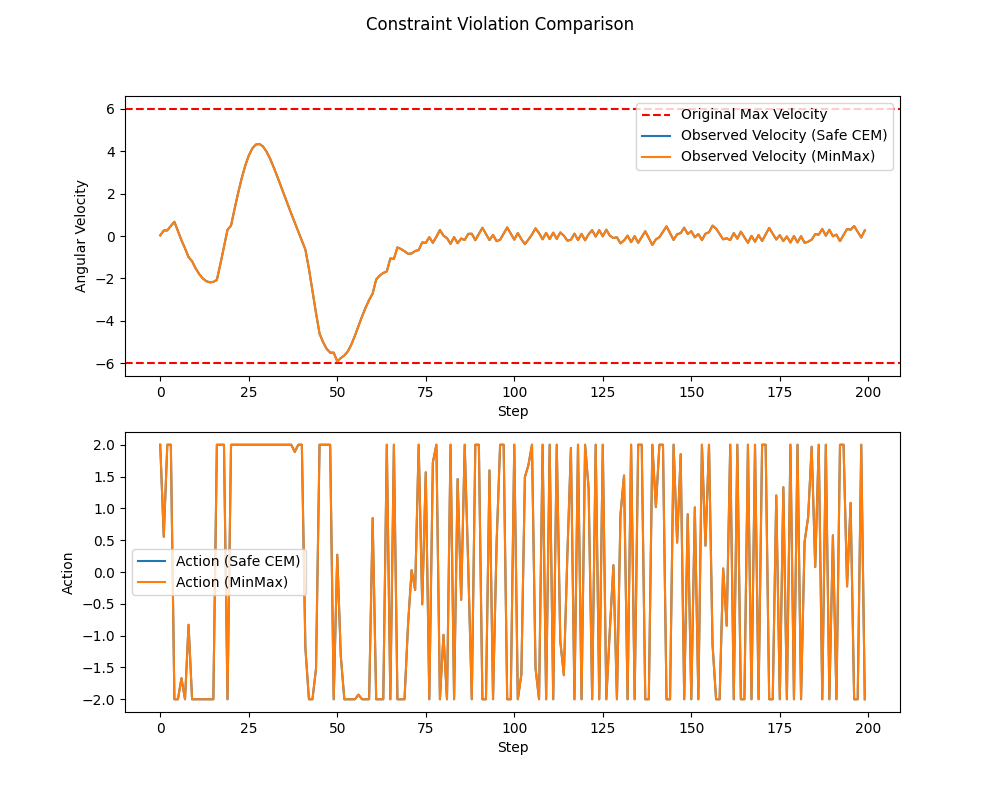 Constraint Violation Comparison
6
4
2
0
−2
−4
−6
Angular Velocity
Original Max Velocity
Observed Velocity (Safe CEM)
Observed Velocity (MinMax)
0 25 50 75 100 125 150 175 200
Step
2.0
1.5
1.0
0.5
0.0
−0.5
−1.0
−1.5
−2.0
Action
Action (Safe CEM)
Action (MinMax)
0 25 50 75 100 125 150 175 200
Step